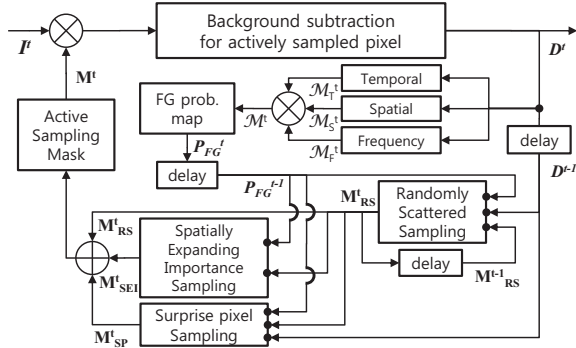 I^t
Background subtraction
for actively sampled pixel
D^t
M^t
FG prob.
map
M^t
M_T^t
M_S^t
M_F^t
Temporal
Spatial
Frequency
Active
Sampling
Mask
P_FG^t
delay
delay
D^t-1
P_FG^t-1
M^t_RS
Randomly
Scattered
Sampling
M^t_RS
Spatially
Expanding
Importance
Sampling
delay
M^t-1_RS
M^t_SEI
Surprise pixel
Sampling
M^t_SP